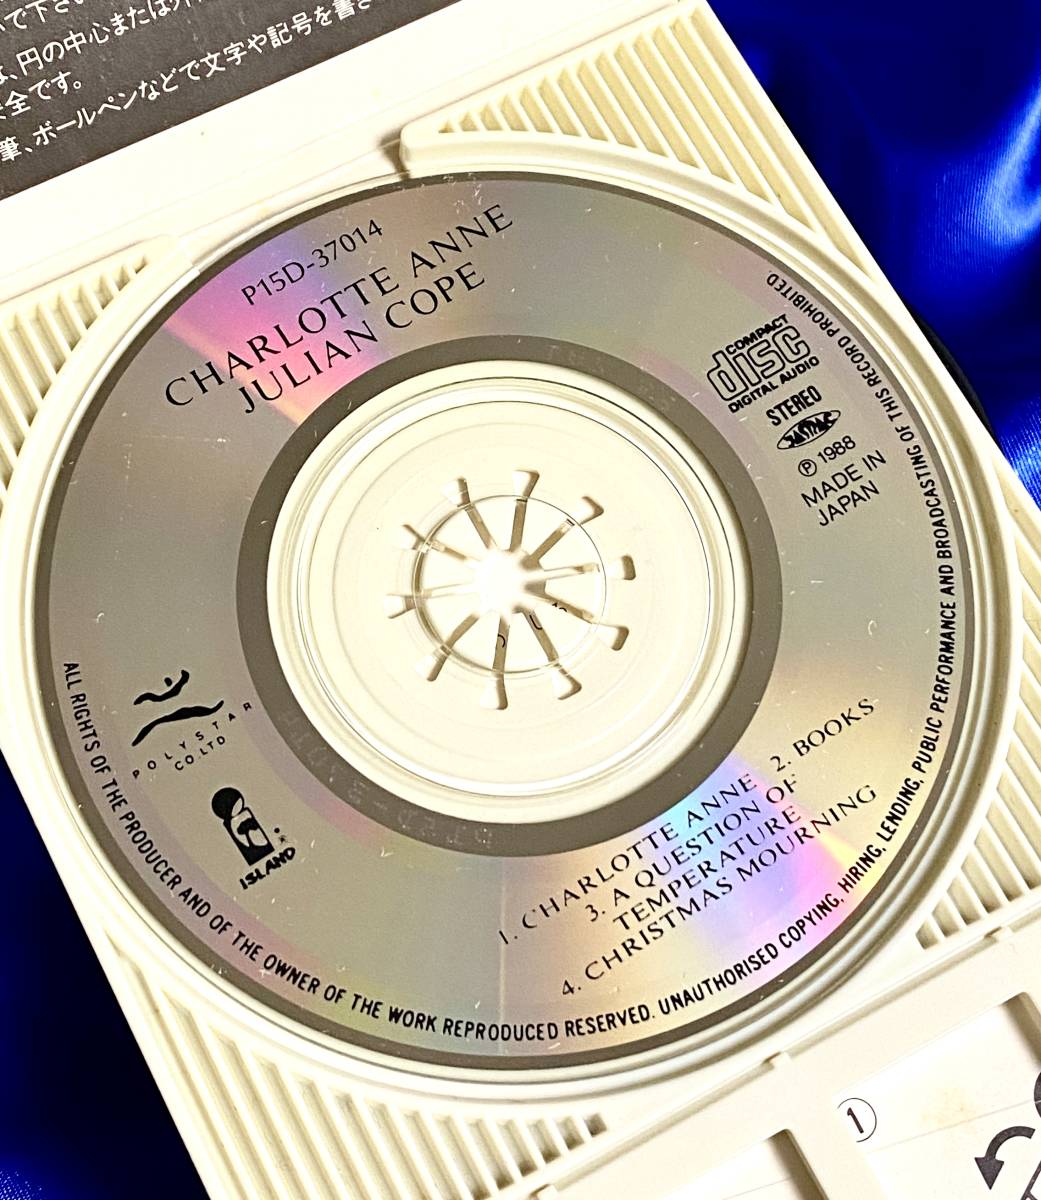 で下さい
、円の中心または外
全です。
筆、ボールペンなどで文字や記号を書き
P15D-37014
CHARLOTTE ANNE
JULIAN COPE
COMPACT
disc
DIGITAL AUDIO
STEREO
JASRAC
Ⓟ 1988
MADE IN
JAPAN
POLYSTAR
CO.LTD
ISLAND
1. CHARLOTTE ANNE 2. BOOKS
3. A QUESTION OF
TEMPERATURE
4. CHRISTMAS MOURNING
ALL RIGHTS OF THE PRODUCER AND OF THE OWNER OF THE WORK REPRODUCED RESERVED. UNAUTHORISED COPYING, HIRING, LENDING, PUBLIC PERFORMANCE AND BROADCASTING OF THIS RECORD PROHIBITED
①